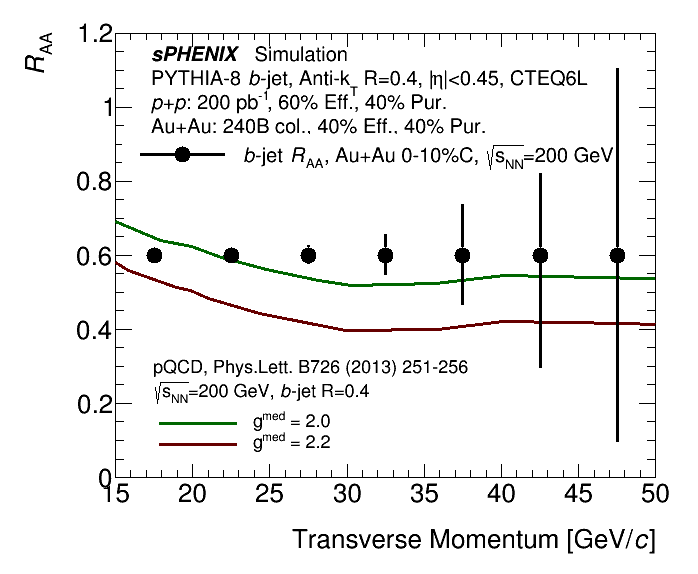 1.2
R_AA
sPHENIX Simulation
PYTHIA-8 b-jet, Anti-k_T R=0.4, |η|<0.45, CTEQ6L
p+p: 200 pb⁻¹, 60% Eff., 40% Pur.
1
Au+Au: 240B col., 40% Eff., 40% Pur.
b-jet R_AA, Au+Au 0-10%C, √s_NN=200 GeV
0.8
0.6
0.4
pQCD, Phys.Lett. B726 (2013) 251-256
√s_NN=200 GeV, b-jet R=0.4
0.2
g^med = 2.0
g^med = 2.2
0
15 20 25 30 35 40 45 50
Transverse Momentum [GeV/c]